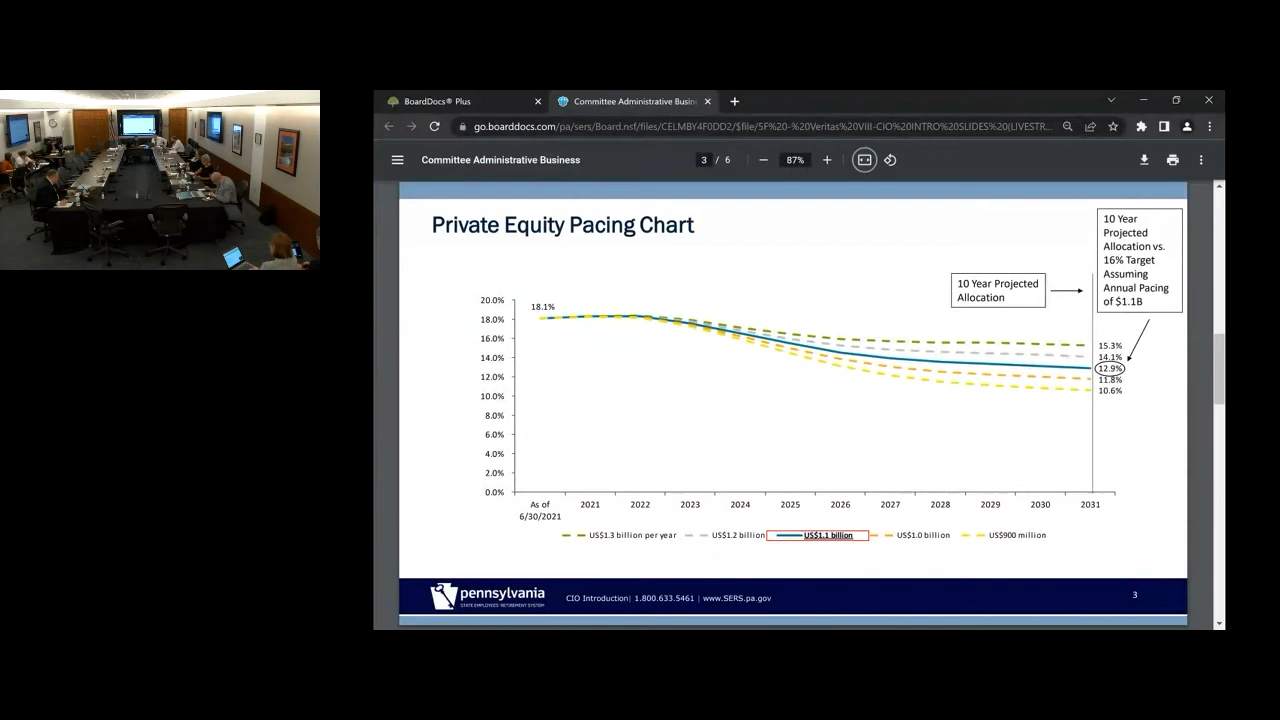 BoardDocs® Plus
Committee Administrative Busin
go.boarddocs.com/pa/sers/Board.nsf/files/CELMBY4F0DD2/$file/5F%20-%20Veritas%20VIII-CIO%20INTRO%20SLIDES%20(LIVESTR...
Committee Administrative Business
3 / 6
87%
Private Equity Pacing Chart
10 Year
Projected
Allocation vs.
16% Target
Assuming
Annual Pacing
of $1.1B
10 Year Projected
Allocation
20.0%
18.0%
16.0%
14.0%
12.0%
10.0%
8.0%
6.0%
4.0%
2.0%
0.0%
18.1%
15.3%
14.1%
12.9%
11.8%
10.6%
As of
6/30/2021
2021
2022
2023
2024
2025
2026
2027
2028
2029
2030
2031
US$1.3 billion per year
US$1.2 billion
US$1.1 billion
US$1.0 billion
US$900 million
pennsylvania
STATE EMPLOYEES' RETIREMENT SYSTEM
CIO Introduction| 1.800.633.5461 | www.SERS.pa.gov
3